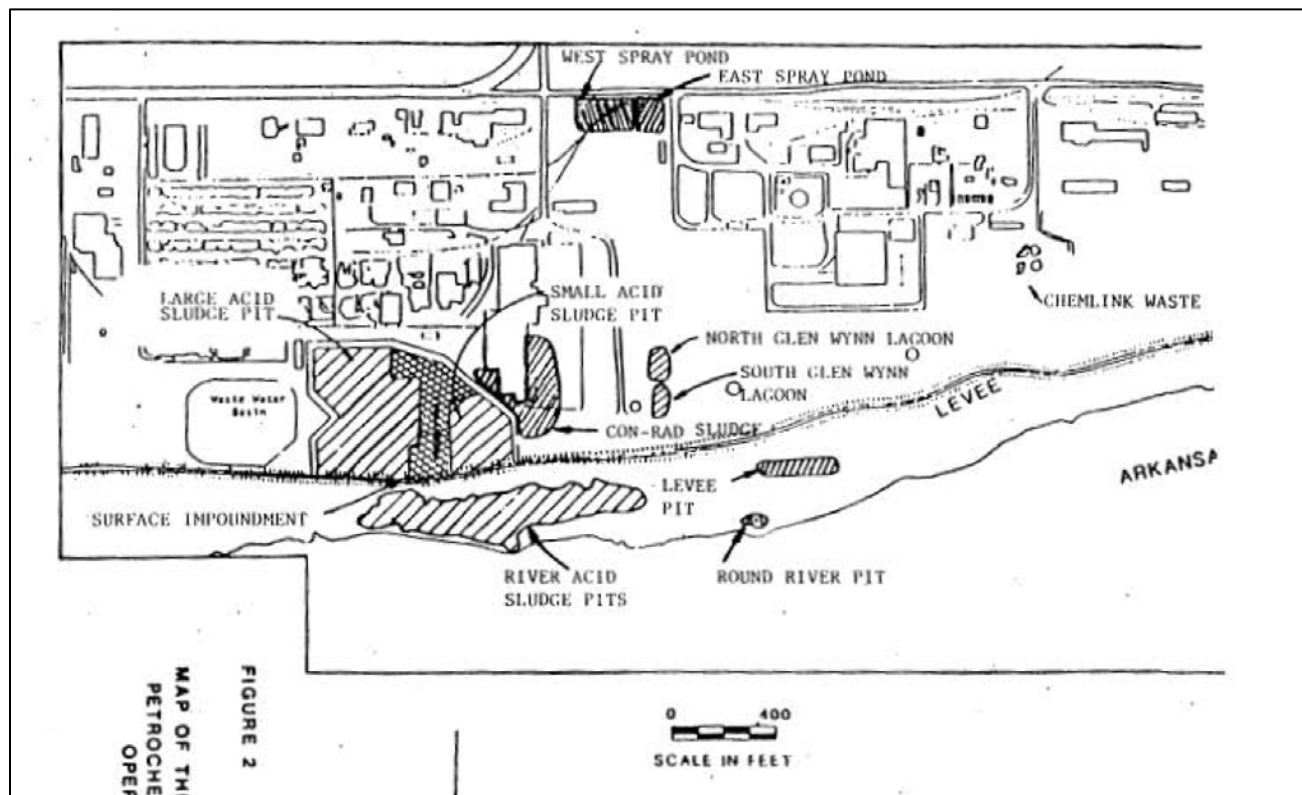 WEST SPRAY POND
EAST SPRAY POND
LARGE ACID
SLUDGE PIT
SMALL ACID
SLUDGE PIT
CHEMLINK WASTE
NORTH GLEN WYNN LAGOON
SOUTH GLEN WYNN
LAGOON
Waste Water
Basin
LEVEE
CON-RAD SLUDGE
ARKANSA
LEVEE
PIT
SURFACE IMPOUNDMENT
RIVER ACID
SLUDGE PITS
ROUND RIVER PIT
FIGURE 2
MAP OF THE
PETROCHE
OPER
0 400
SCALE IN FEET